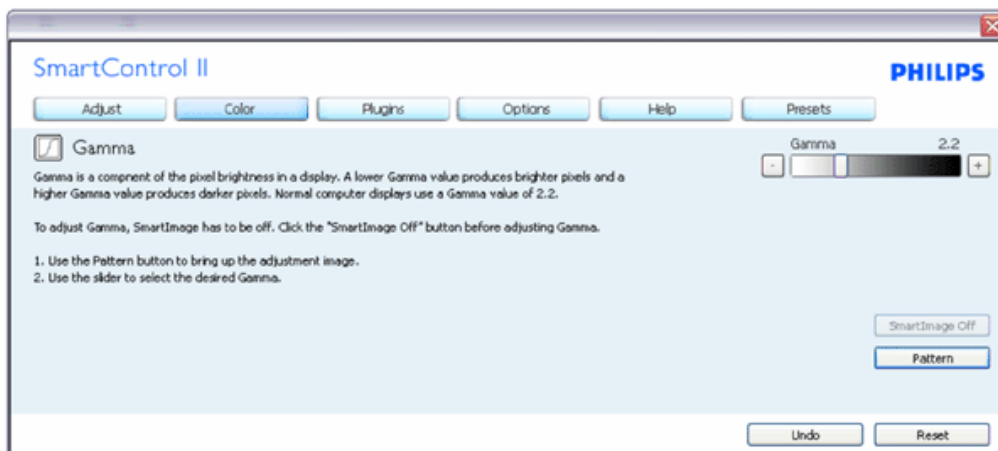 SmartControl II
PHILIPS
Adjust Color Plugins Options Help Presets
Gamma
Gamma 2.2
- +
Gamma is a compnent of the pixel brightness in a display. A lower Gamma value produces brighter pixels and a
higher Gamma value produces darker pixels. Normal computer displays use a Gamma value of 2.2.
To adjust Gamma, SmartImage has to be off. Click the "SmartImage Off" button before adjusting Gamma.
1. Use the Pattern button to bring up the adjustment image.
2. Use the slider to select the desired Gamma.
SmartImage Off
Pattern
Undo Reset